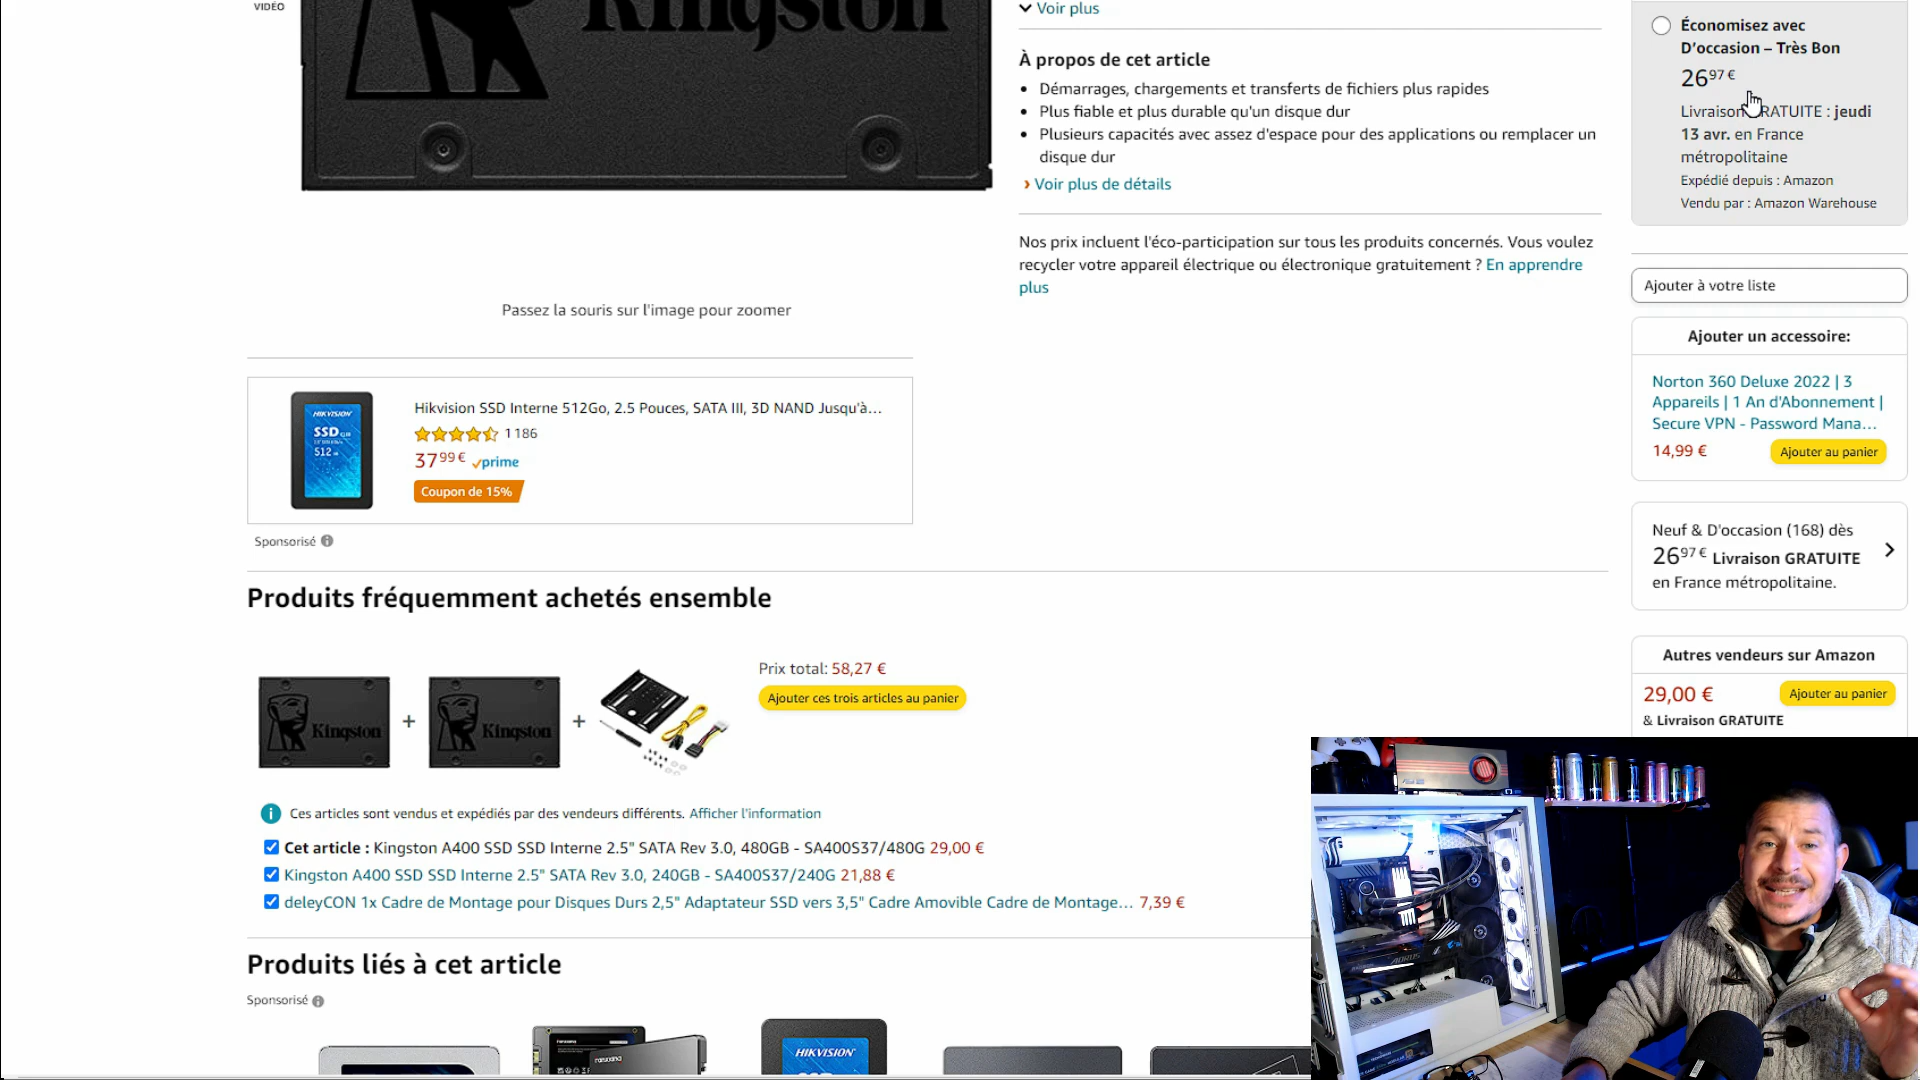 VIDÉO
Kingston
Voir plus
À propos de cet article
Démarrages, chargements et transferts de fichiers plus rapides
Plus fiable et plus durable qu'un disque dur
Plusieurs capacités avec assez d'espace pour des applications ou remplacer un
disque dur
› Voir plus de détails
Nos prix incluent l'éco-participation sur tous les produits concernés. Vous voulez
recycler votre appareil électrique ou électronique gratuitement ? En apprendre
plus
Passez la souris sur l'image pour zoomer
HIKVISION
SSD
512
Hikvision SSD Interne 512Go, 2.5 Pouces, SATA III, 3D NAND Jusqu'à...
1 186
37,99 € prime
Coupon de 15%
Sponsorisé
Produits fréquemment achetés ensemble
Kingston + Kingston +
Prix total: 58,27 €
Ajouter ces trois articles au panier
Ces articles sont vendus et expédiés par des vendeurs différents. Afficher l'information
Cet article : Kingston A400 SSD SSD Interne 2.5" SATA Rev 3.0, 480GB - SA400S37/480G 29,00 €
Kingston A400 SSD SSD Interne 2.5" SATA Rev 3.0, 240GB - SA400S37/240G 21,88 €
deleyCON 1x Cadre de Montage pour Disques Durs 2,5" Adaptateur SSD vers 3,5" Cadre Amovible Cadre de Montage... 7,39 €
Produits liés à cet article
Sponsorisé
HIKVISION
Économisez avec
D'occasion – Très Bon
26,97 €
Livraison GRATUITE : jeudi
13 avr. en France
métropolitaine
Expédié depuis : Amazon
Vendu par : Amazon Warehouse
Ajouter à votre liste
Ajouter un accessoire:
Norton 360 Deluxe 2022 | 3
Appareils | 1 An d'Abonnement |
Secure VPN - Password Mana...
14,99 € Ajouter au panier
Neuf & D'occasion (168) dès
26,97 € Livraison GRATUITE
en France métropolitaine.
Autres vendeurs sur Amazon
29,00 € Ajouter au panier
& Livraison GRATUITE
AORUS